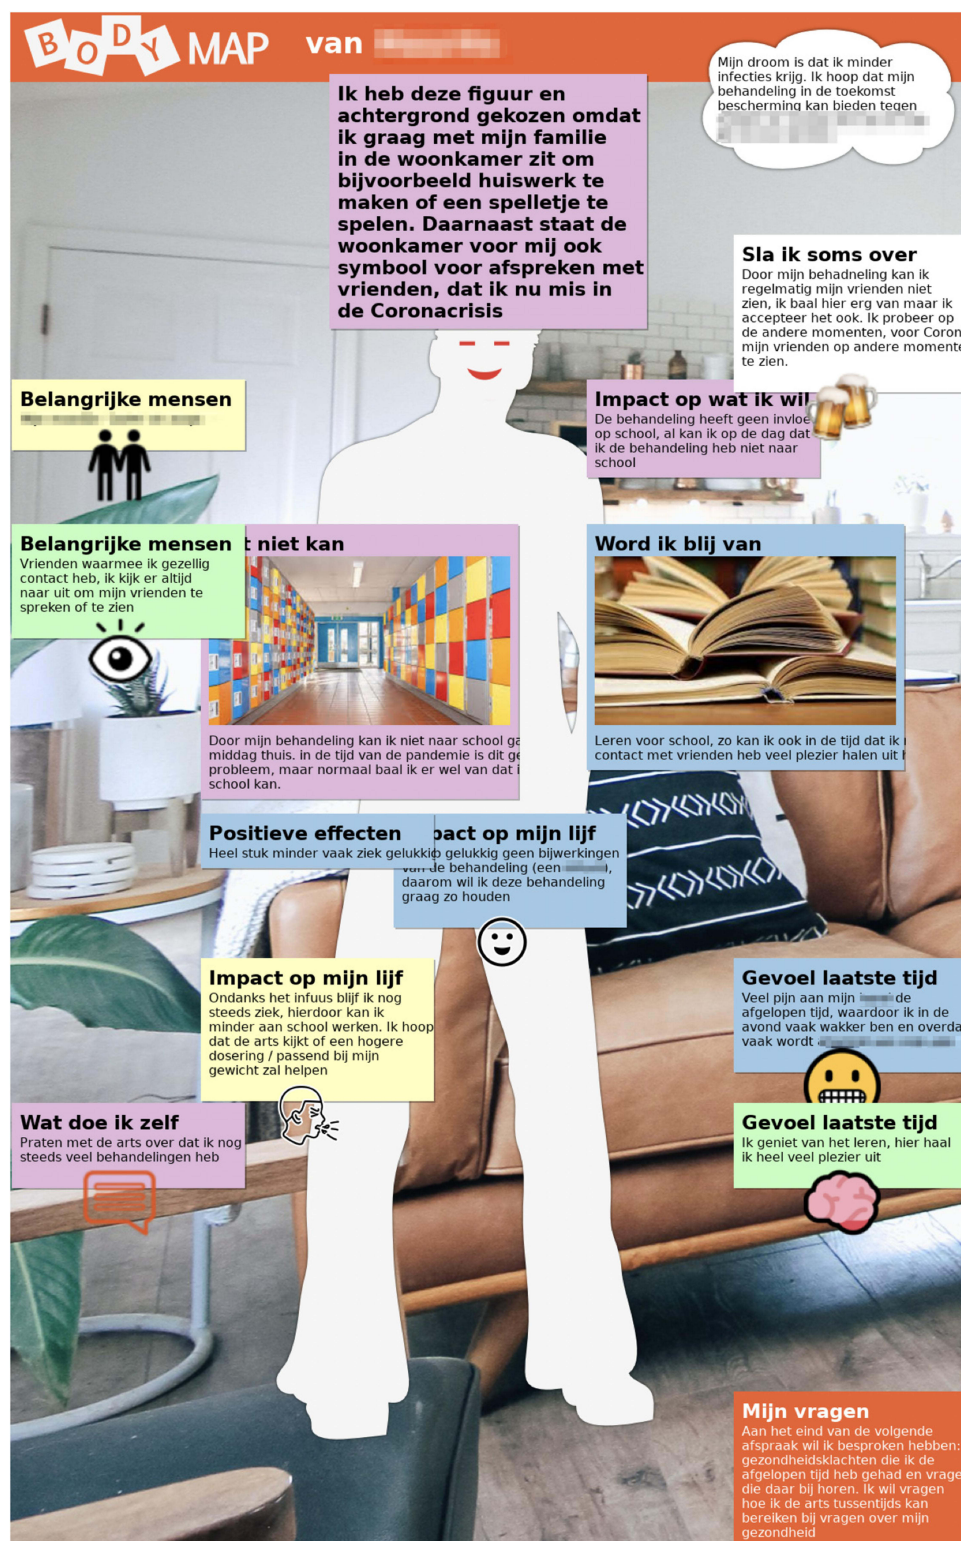 BODY MAP van
Mijn droom is dat ik minder
infecties krijg. Ik hoop dat mijn
behandeling in de toekomst
bescherming kan bieden tegen
Ik heb deze figuur en
achtergrond gekozen omdat
ik graag met mijn familie
in de woonkamer zit om
bijvoorbeeld huiswerk te
maken of een spelletje te
spelen. Daarnaast staat de
woonkamer voor mij ook
symbool voor afspreken met
vrienden, dat ik nu mis in
de Coronacrisis
Sla ik soms over
Door mijn behadneling kan ik
regelmatig mijn vrienden niet
zien, ik baal hier erg van maar ik
accepteer het ook. Ik probeer op
de andere momenten, voor Coron
mijn vrienden op andere momente
te zien.
Belangrijke mensen
Impact op wat ik wil
De behandeling heeft geen invloe
op school, al kan ik op de dag dat
ik de behandeling heb niet naar
school
Belangrijke mensen
Vrienden waarmee ik gezellig
contact heb, ik kijk er altijd
naar uit om mijn vrienden te
spreken of te zien
t niet kan
Door mijn behandeling kan ik niet naar school ga
middag thuis. in de tijd van de pandemie is dit ge
probleem, maar normaal baal ik er wel van dat i
school kan.
Word ik blij van
Leren voor school, zo kan ik ook in de tijd dat ik
contact met vrienden heb veel plezier halen uit
Positieve effecten
Heel stuk minder vaak ziek gelukkig
pact op mijn lijf
gelukkig geen bijwerkingen
van de behandeling (een ),
daarom wil ik deze behandeling
graag zo houden
Impact op mijn lijf
Ondanks het infuus blijf ik nog
steeds ziek, hierdoor kan ik
minder aan school werken. Ik hoop
dat de arts kijkt of een hogere
dosering / passend bij mijn
gewicht zal helpen
Gevoel laatste tijd
Veel pijn aan mijn de
afgelopen tijd, waardoor ik in de
avond vaak wakker ben en overda
vaak wordt
Wat doe ik zelf
Praten met de arts over dat ik nog
steeds veel behandelingen heb
Gevoel laatste tijd
Ik geniet van het leren, hier haal
ik heel veel plezier uit
Mijn vragen
Aan het eind van de volgende
afspraak wil ik besproken hebben:
gezondheidsklachten die ik de
afgelopen tijd heb gehad en vrage
die daar bij horen. Ik wil vragen
hoe ik de arts tussentijds kan
bereiken bij vragen over mijn
gezondheid